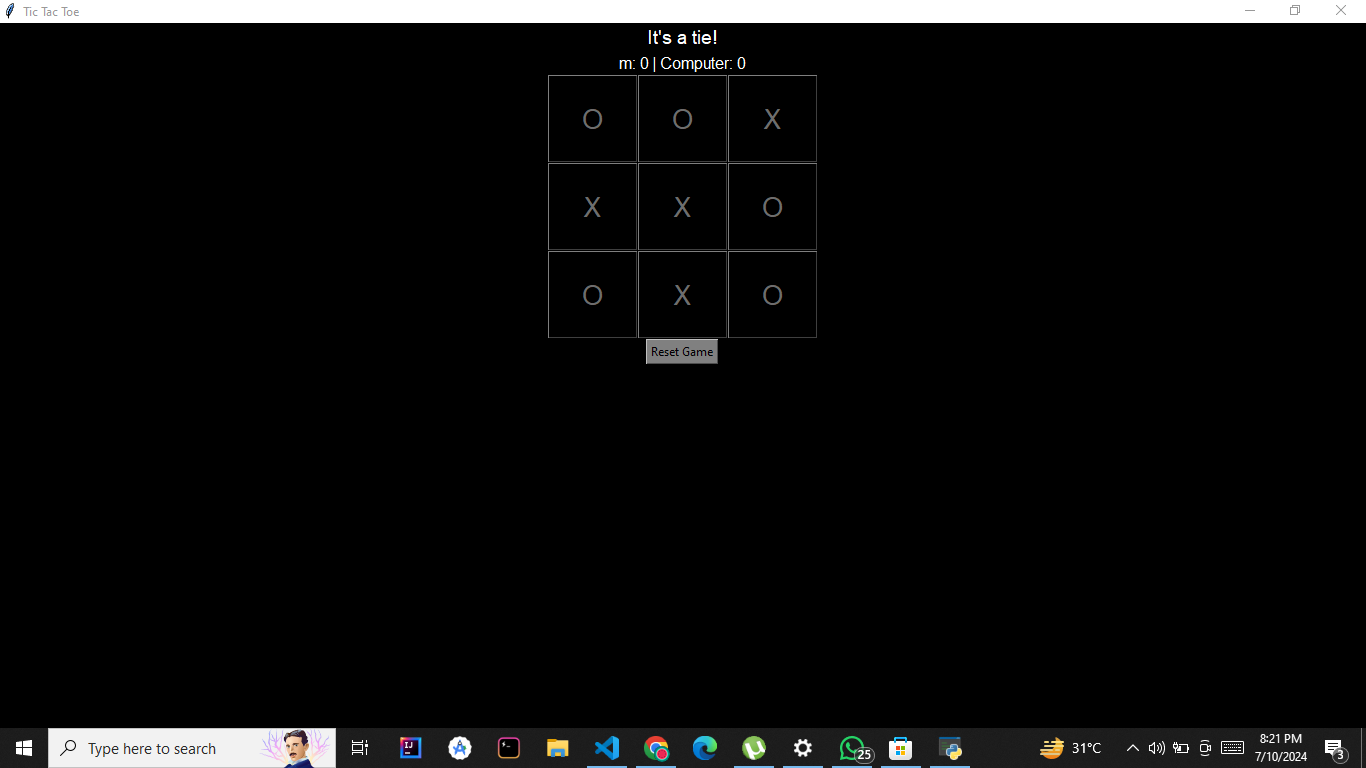 Tic Tac Toe
It's a tie!
m: 0 | Computer: 0
O O X
X X O
O X O
Reset Game
Type here to search
IJ
25
31°C
8:21 PM
7/10/2024
3